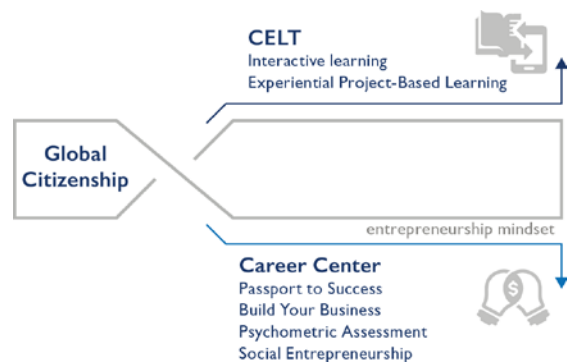 CELT
Interactive learning
Experiential Project-Based Learning
Global
Citizenship
entrepreneurship mindset
Career Center
Passport to Success
Build Your Business
Psychometric Assessment
Social Entrepreneurship
$